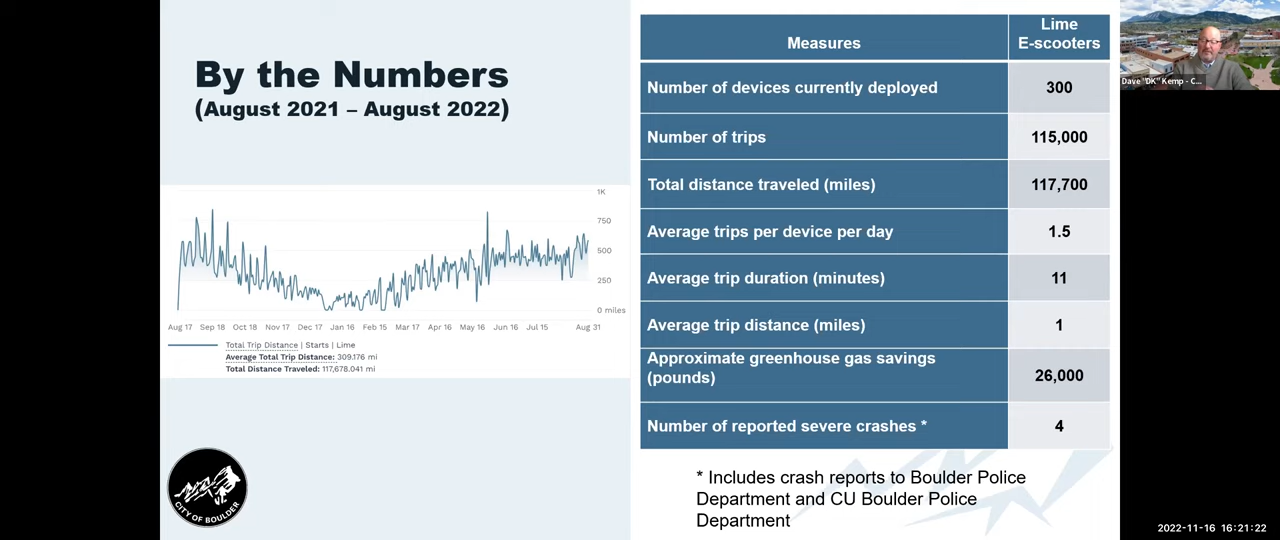 By the Numbers
(August 2021 – August 2022)
1K
750
500
250
0 miles
Aug 17 Sep 18 Oct 18 Nov 17 Dec 17 Jan 16 Feb 15 Mar 17 Apr 16 May 16 Jun 16 Jul 15 Aug 31
Total Trip Distance | Starts | Lime
Average Total Trip Distance: 309.176 mi
Total Distance Traveled: 117,678.041 mi
CITY OF BOULDER
Measures
Lime
E-scooters
Number of devices currently deployed 300
Number of trips 115,000
Total distance traveled (miles) 117,700
Average trips per device per day 1.5
Average trip duration (minutes) 11
Average trip distance (miles) 1
Approximate greenhouse gas savings
(pounds) 26,000
Number of reported severe crashes * 4
* Includes crash reports to Boulder Police
Department and CU Boulder Police
Department
Dave "DK" Kemp - C...
2022-11-16 16:21:22